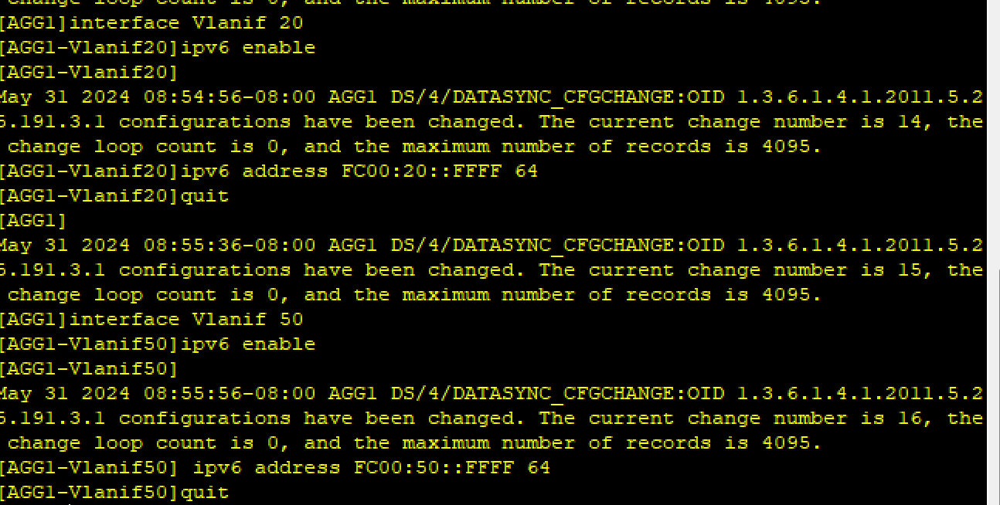 change loop count is 0, and the maximum number of records is 4095.
[AGG1]interface Vlanif 20
[AGG1-Vlanif20]ipv6 enable
[AGG1-Vlanif20]
May 31 2024 08:54:56-08:00 AGG1 DS/4/DATASYNC_CFGCHANGE:OID 1.3.6.1.4.1.2011.5.2
5.191.3.1 configurations have been changed. The current change number is 14, the
 change loop count is 0, and the maximum number of records is 4095.
[AGG1-Vlanif20]ipv6 address FC00:20::FFFF 64
[AGG1-Vlanif20]quit
[AGG1]
May 31 2024 08:55:36-08:00 AGG1 DS/4/DATASYNC_CFGCHANGE:OID 1.3.6.1.4.1.2011.5.2
5.191.3.1 configurations have been changed. The current change number is 15, the
 change loop count is 0, and the maximum number of records is 4095.
[AGG1]interface Vlanif 50
[AGG1-Vlanif50]ipv6 enable
[AGG1-Vlanif50]
May 31 2024 08:55:56-08:00 AGG1 DS/4/DATASYNC_CFGCHANGE:OID 1.3.6.1.4.1.2011.5.2
5.191.3.1 configurations have been changed. The current change number is 16, the
 change loop count is 0, and the maximum number of records is 4095.
[AGG1-Vlanif50] ipv6 address FC00:50::FFFF 64
[AGG1-Vlanif50]quit